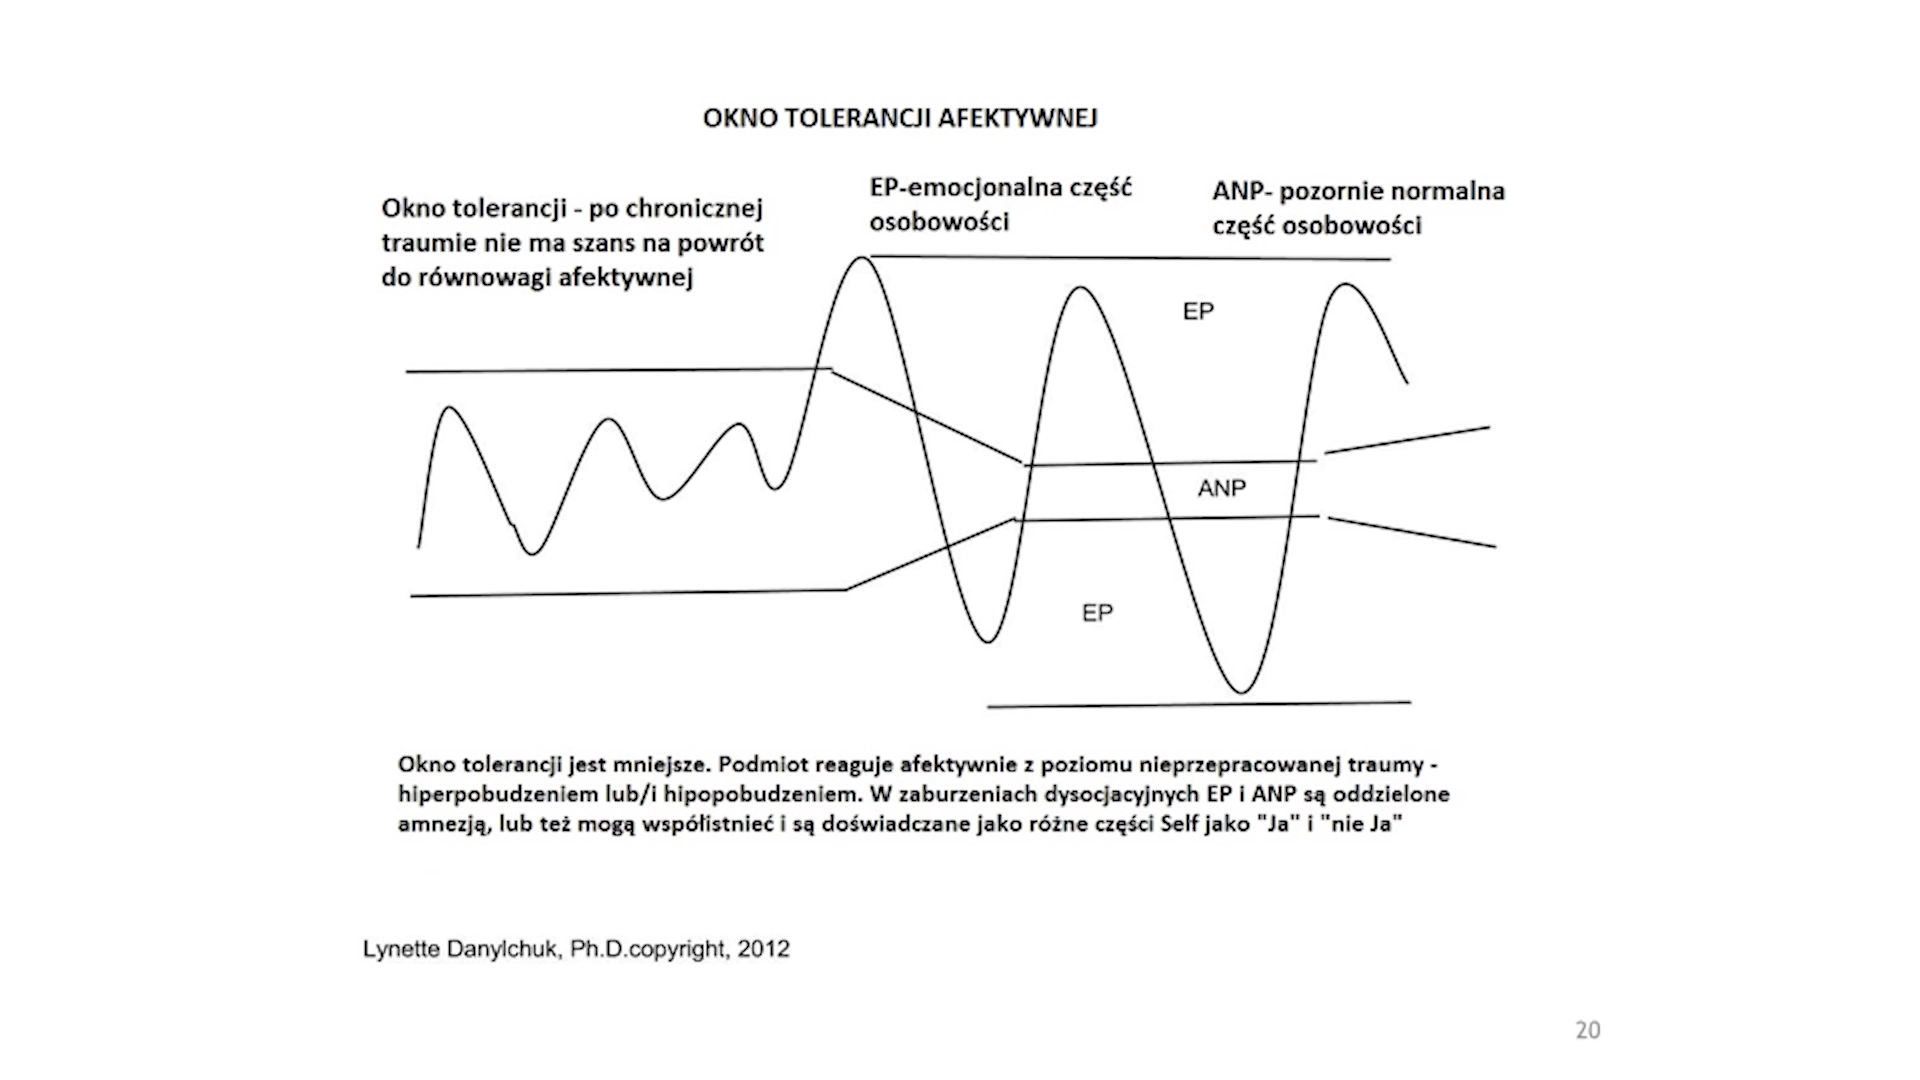 OKNO TOLERANCJI AFEKTYWNEJ
Okno tolerancji - po chronicznej
traumie nie ma szans na powrót
do równowagi afektywnej
EP-emocjonalna część
osobowości
ANP- pozornie normalna
część osobowości
EP
ANP
EP
Okno tolerancji jest mniejsze. Podmiot reaguje afektywnie z poziomu nieprzepracowanej traumy -
hiperpobudzeniem lub/i hipopobudzeniem. W zaburzeniach dysocjacyjnych EP i ANP są oddzielone
amnezją, lub też mogą współistnieć i są doświadczane jako różne części Self jako "Ja" i "nie Ja"
Lynette Danylchuk, Ph.D.copyright, 2012
20